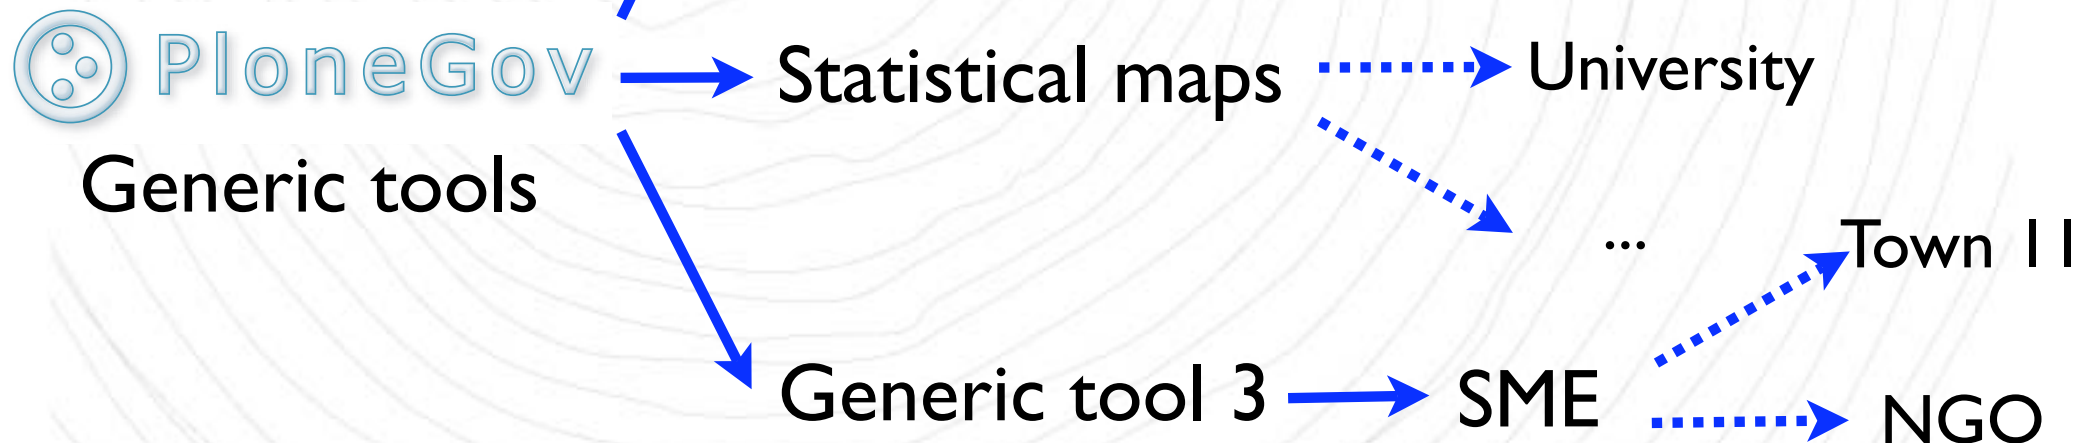 PloneGov
Statistical maps
University
Generic tools
...
Town 11
Generic tool 3
SME
NGO